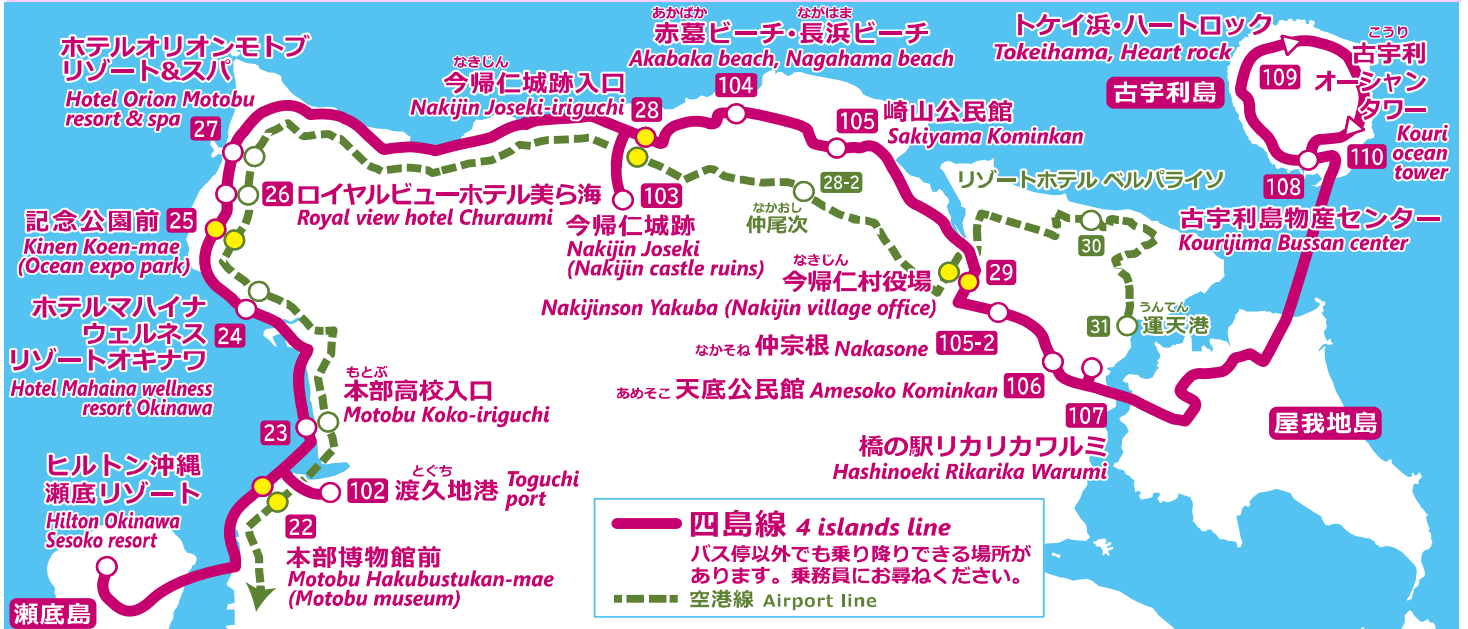 ホテルオリオンモトブ
リゾート&スパ
Hotel Orion Motobu
resort & spa
27
なきじん
今帰仁城跡入口
Nakijin Joseki-iriguchi
28
あかばか ながはま
赤墓ビーチ・長浜ビーチ
Akabaka beach, Nagahama beach
104
105
崎山公民館
Sakiyama Kominkan
トケイ浜・ハートロック
Tokeihama, Heart rock
109
古宇利島
こうり
古宇利
オーシャン
タワー
Kouri
ocean
tower
110
108
古宇利島物産センター
Kourijima Bussan center
26
ロイヤルビューホテル美ら海
Royal view hotel Churaumi
103
今帰仁城跡
Nakijin Joseki
(Nakijin castle ruins)
28-2
なかおし
仲尾次
リゾートホテル ベルパライソ
30
31
うんてん
運天港
記念公園前
25
Kinen Koen-mae
(Ocean expo park)
なきじん
今帰仁村役場
29
Nakijinson Yakuba (Nakijin village office)
ホテルマハイナ
ウェルネス
リゾートオキナワ
24
Hotel Mahaina wellness
resort Okinawa
なかそね 仲宗根 Nakasone 105-2
あめそこ 天底公民館 Amesoko Kominkan 106
107
橋の駅リカリカワルミ
Hashinoeki Rikarika Warumi
屋我地島
もとぶ
本部高校入口
Motobu Koko-iriguchi
23
ヒルトン沖縄
瀬底リゾート
Hilton Okinawa
Sesoko resort
102
とぐち
渡久地港
Toguchi
port
22
本部博物館前
Motobu Hakubustukan-mae
(Motobu museum)
瀬底島
四島線 4 islands line
バス停以外でも乗り降りできる場所が
あります。乗務員にお尋ねください。
空港線 Airport line